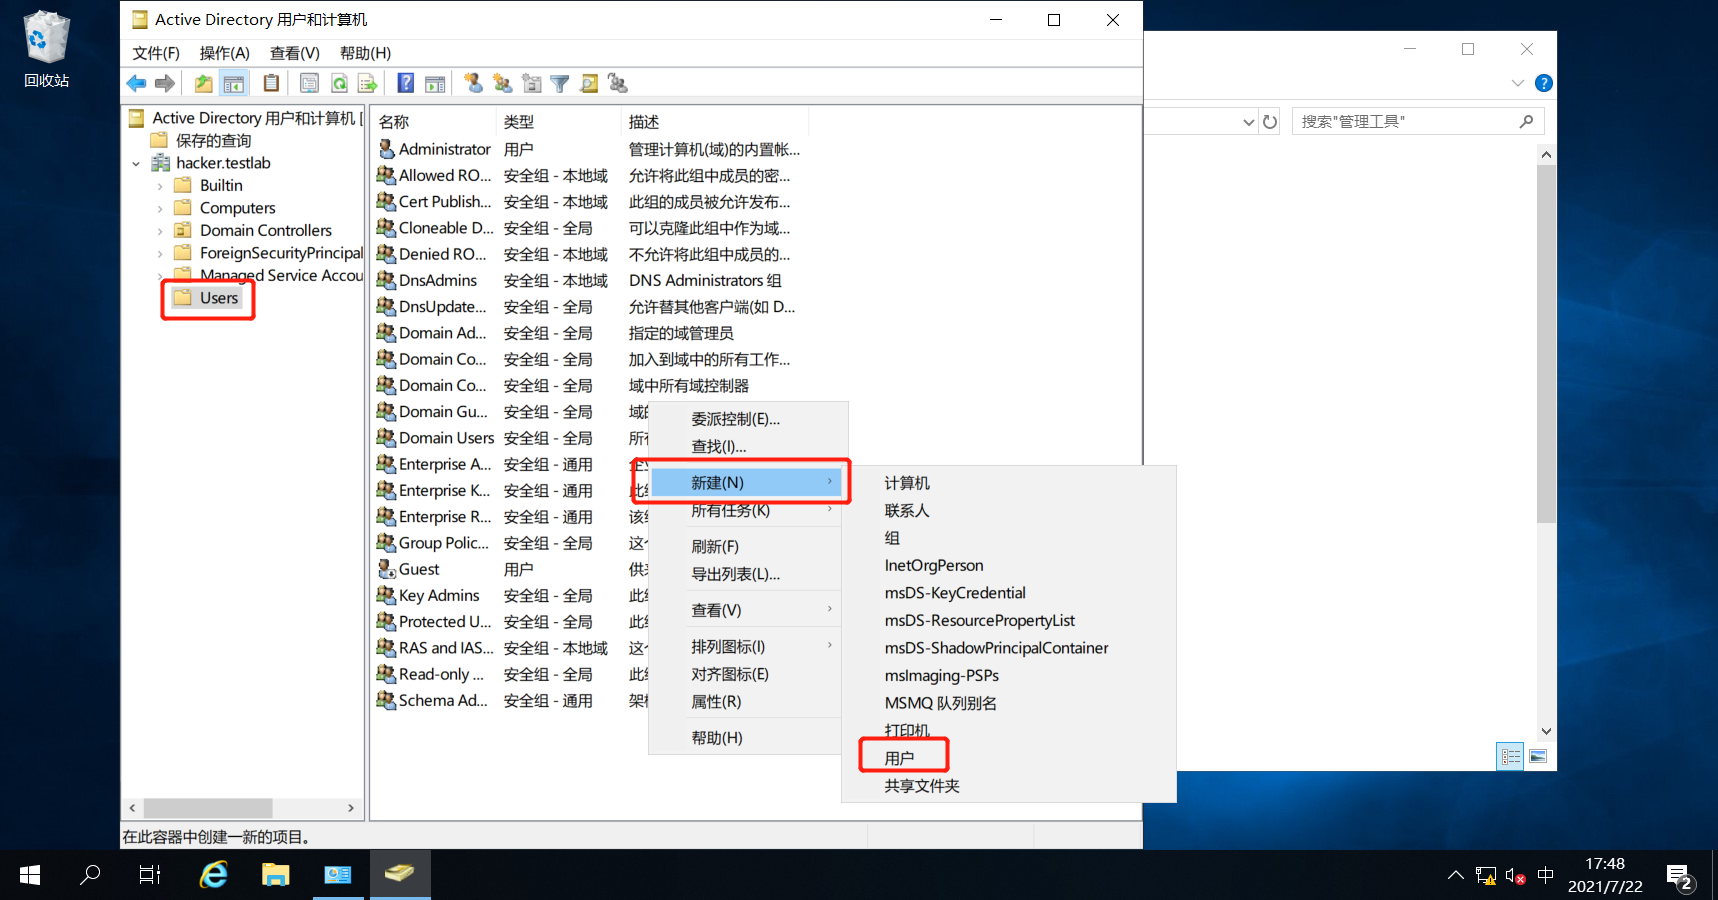 回收站
Active Directory 用户和计算机
文件(F) 操作(A) 查看(V) 帮助(H)
Active Directory 用户和计算机 [
保存的查询
hacker.testlab
Builtin
Computers
Domain Controllers
ForeignSecurityPrincipal
Managed Service Accou
Users
名称 类型 描述
Administrator 用户 管理计算机(域)的内置帐...
Allowed RO... 安全组 - 本地域 允许将此组中成员的密...
Cert Publish... 安全组 - 本地域 此组的成员被允许发布...
Cloneable D... 安全组 - 全局 可以克隆此组中作为域...
Denied RO... 安全组 - 本地域 不允许将此组中成员的...
DnsAdmins 安全组 - 本地域 DNS Administrators 组
DnsUpdate... 安全组 - 全局 允许替其他客户端(如 D...
Domain Ad... 安全组 - 全局 指定的域管理员
Domain Co... 安全组 - 全局 加入到域中的所有工作...
Domain Co... 安全组 - 全局 域中所有域控制器
Domain Gu... 安全组 - 全局 域
Domain Users 安全组 - 全局 所
Enterprise A... 安全组 - 通用 企
Enterprise K... 安全组 - 通用 此
Enterprise R... 安全组 - 通用 该
Group Polic... 安全组 - 全局 这
Guest 用户 供
Key Admins 安全组 - 全局 此
Protected U... 安全组 - 全局 此
RAS and IAS... 安全组 - 本地域 这
Read-only ... 安全组 - 全局 此
Schema Ad... 安全组 - 通用 架
委派控制(E)...
查找(I)...
新建(N)
所有任务(K)
刷新(F)
导出列表(L)...
查看(V)
排列图标(I)
对齐图标(E)
属性(R)
帮助(H)
计算机
联系人
组
InetOrgPerson
msDS-KeyCredential
msDS-ResourcePropertyList
msDS-ShadowPrincipalContainer
msImaging-PSPs
MSMQ 队列别名
打印机
用户
共享文件夹
搜索"管理工具"
在此容器中创建一新的项目。
中
17:48
2021/7/22
2